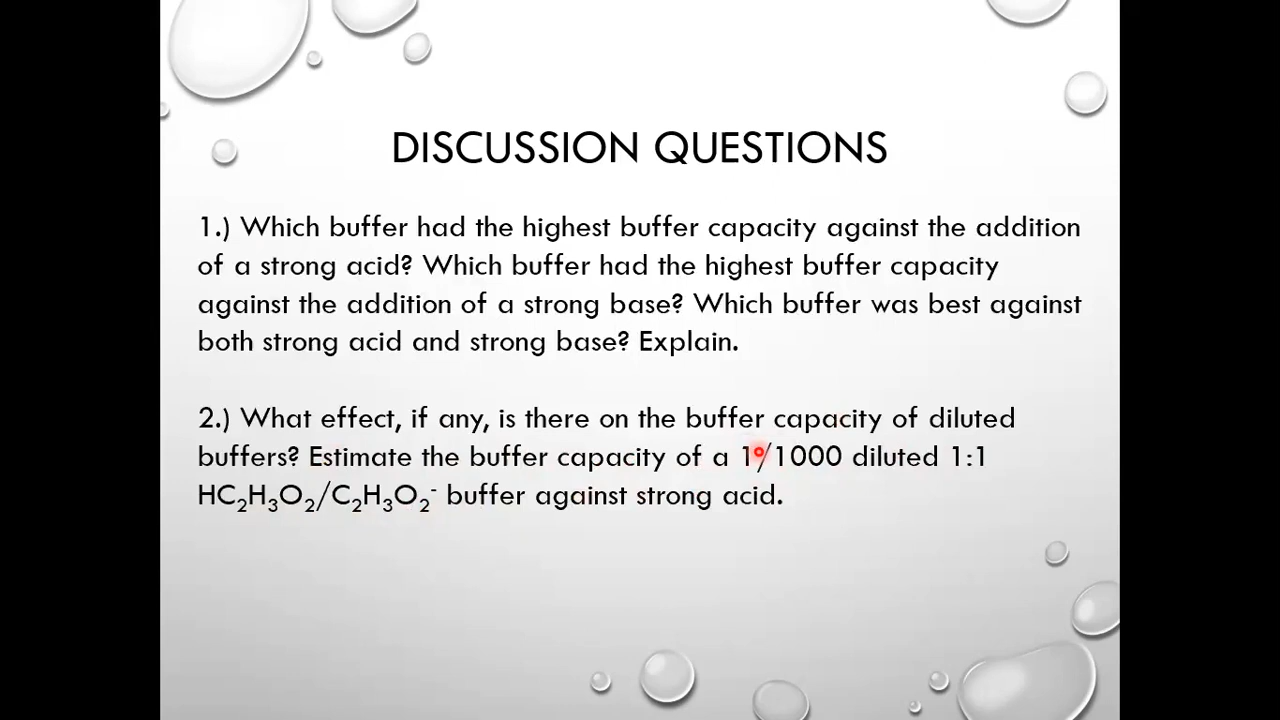 DISCUSSION QUESTIONS
1.) Which buffer had the highest buffer capacity against the addition
of a strong acid? Which buffer had the highest buffer capacity
against the addition of a strong base? Which buffer was best against
both strong acid and strong base? Explain.
2.) What effect, if any, is there on the buffer capacity of diluted
buffers? Estimate the buffer capacity of a 1/1000 diluted 1:1
HC₂H₃O₂/C₂H₃O₂⁻ buffer against strong acid.